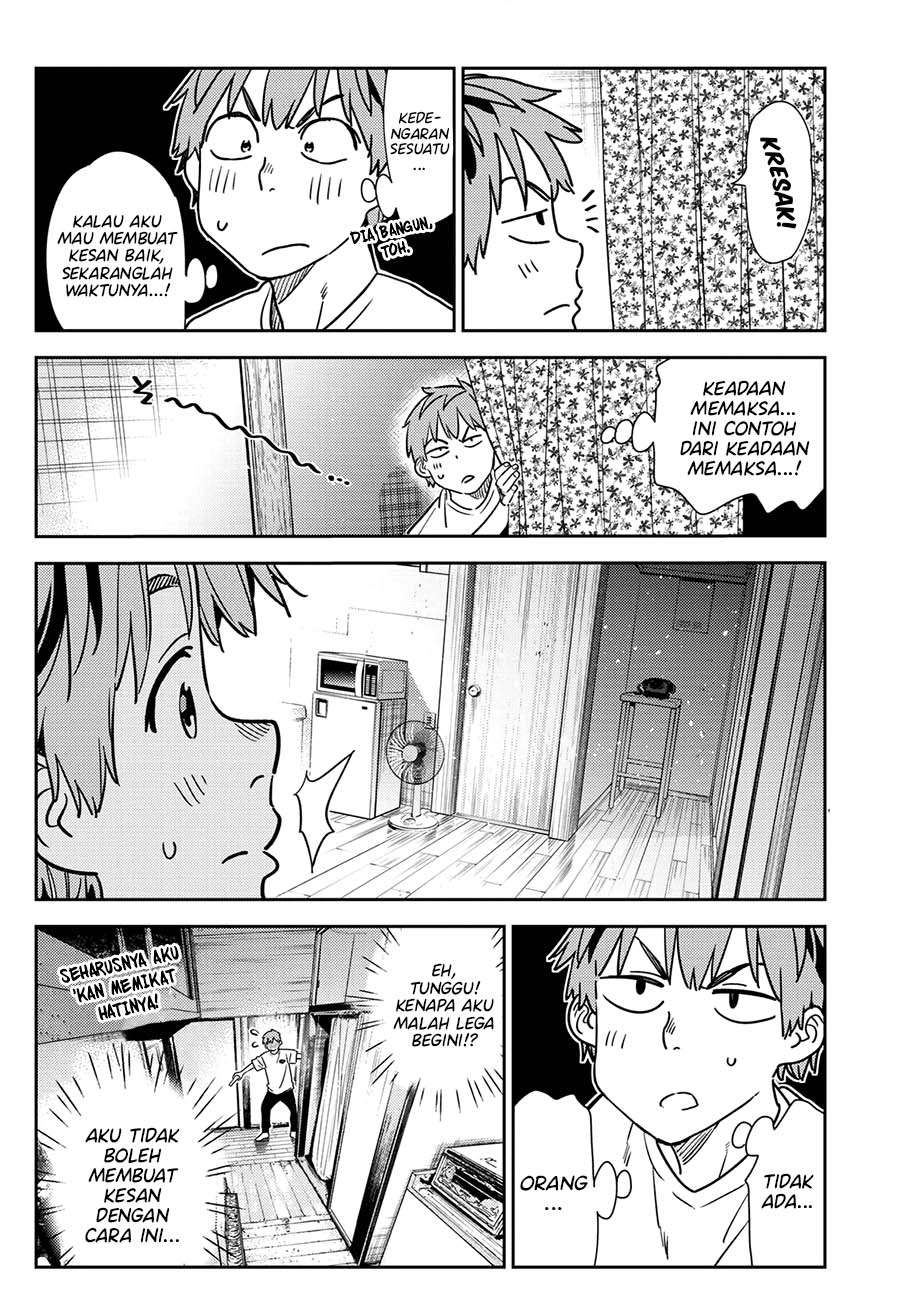 KRESAK!
KEDE-
NGARAN
SESUATU
...
DIA BANGUN,
TOH.
KALAU AKU
MAU MEMBUAT
KESAN BAIK,
SEKARANGLAH
WAKTUNYA...!
KEADAAN
MEMAKSA...
INI CONTOH
DARI KEADAAN
MEMAKSA...!
TIDAK
ADA...
ORANG
...
EH,
TUNGGU!
KENAPA AKU
MALAH LEGA
BEGINI!?
SEHARUSNYA AKU
'KAN MEMIKAT
HATINYA!
AKU TIDAK
BOLEH
MEMBUAT
KESAN
DENGAN
CARA INI...